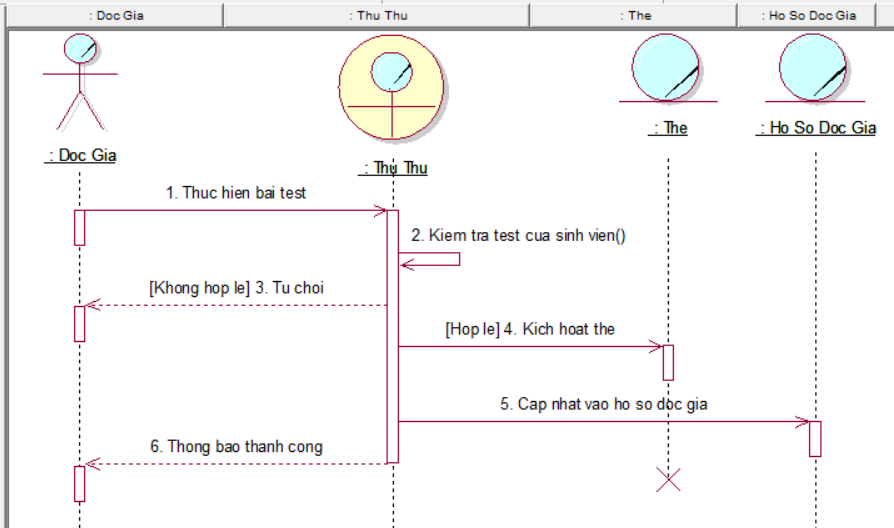 : Doc Gia
: Thu Thu
: The
: Ho So Doc Gia
: Doc Gia
: Thu Thu
: The
: Ho So Doc Gia
1. Thuc hien bai test
2. Kiem tra test cua sinh vien()
[Khong hop le] 3. Tu choi
[Hop le] 4. Kich hoat the
5. Cap nhat vao ho so doc gia
6. Thong bao thanh cong